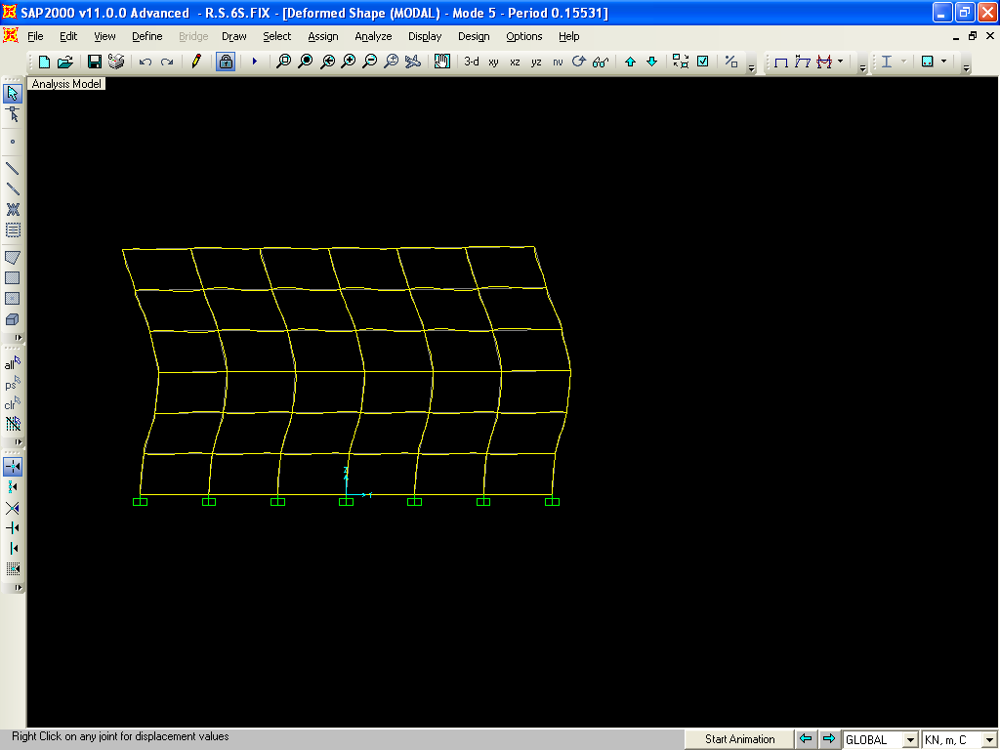 SAP2000 v11.0.0 Advanced - R.S.6S.FIX - [Deformed Shape (MODAL) - Mode 5 - Period 0.15531]
File Edit View Define Bridge Draw Select Assign Analyze Display Design Options Help
3-d xy xz yz nv
Analysis Model
all
ps
clr
Z
Y
Right Click on any joint for displacement values
Start Animation GLOBAL KN, m, C